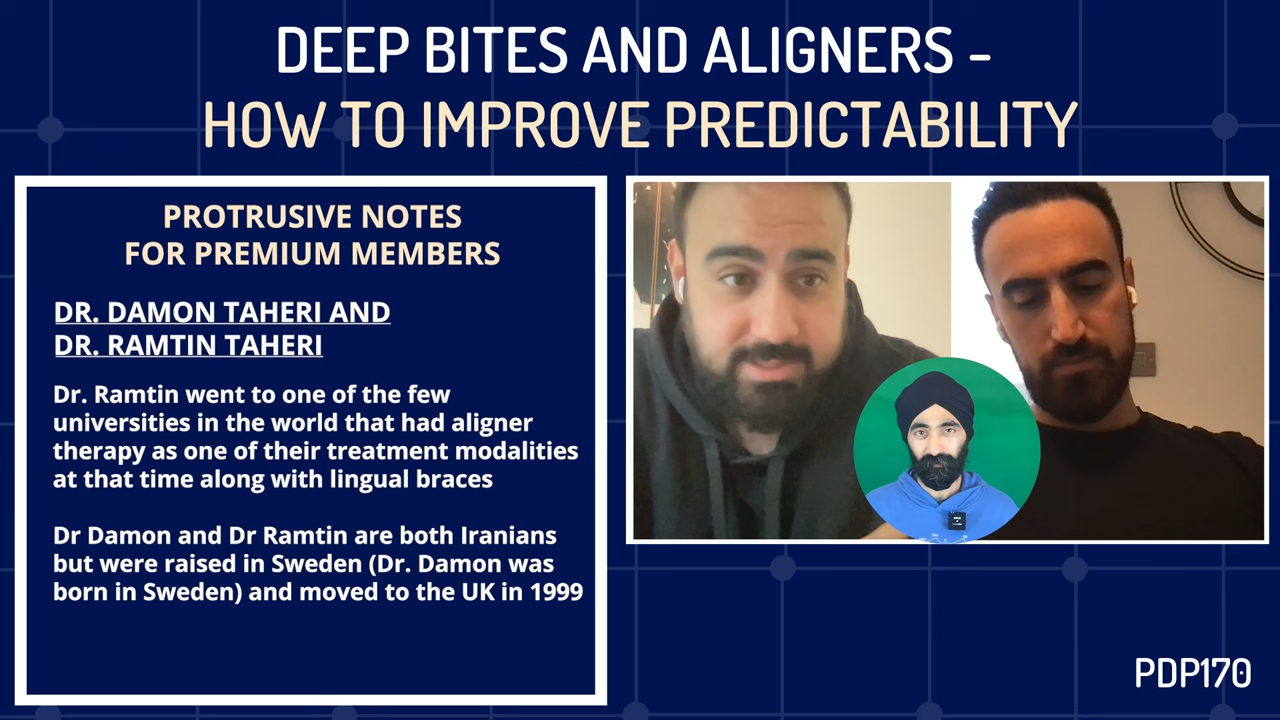 DEEP BITES AND ALIGNERS -
HOW TO IMPROVE PREDICTABILITY
PROTRUSIVE NOTES
FOR PREMIUM MEMBERS
DR. DAMON TAHERI AND
DR. RAMTIN TAHERI
Dr. Ramtin went to one of the few
universities in the world that had aligner
therapy as one of their treatment modalities
at that time along with lingual braces
Dr Damon and Dr Ramtin are both Iranians
but were raised in Sweden (Dr. Damon was
born in Sweden) and moved to the UK in 1999
PDP170